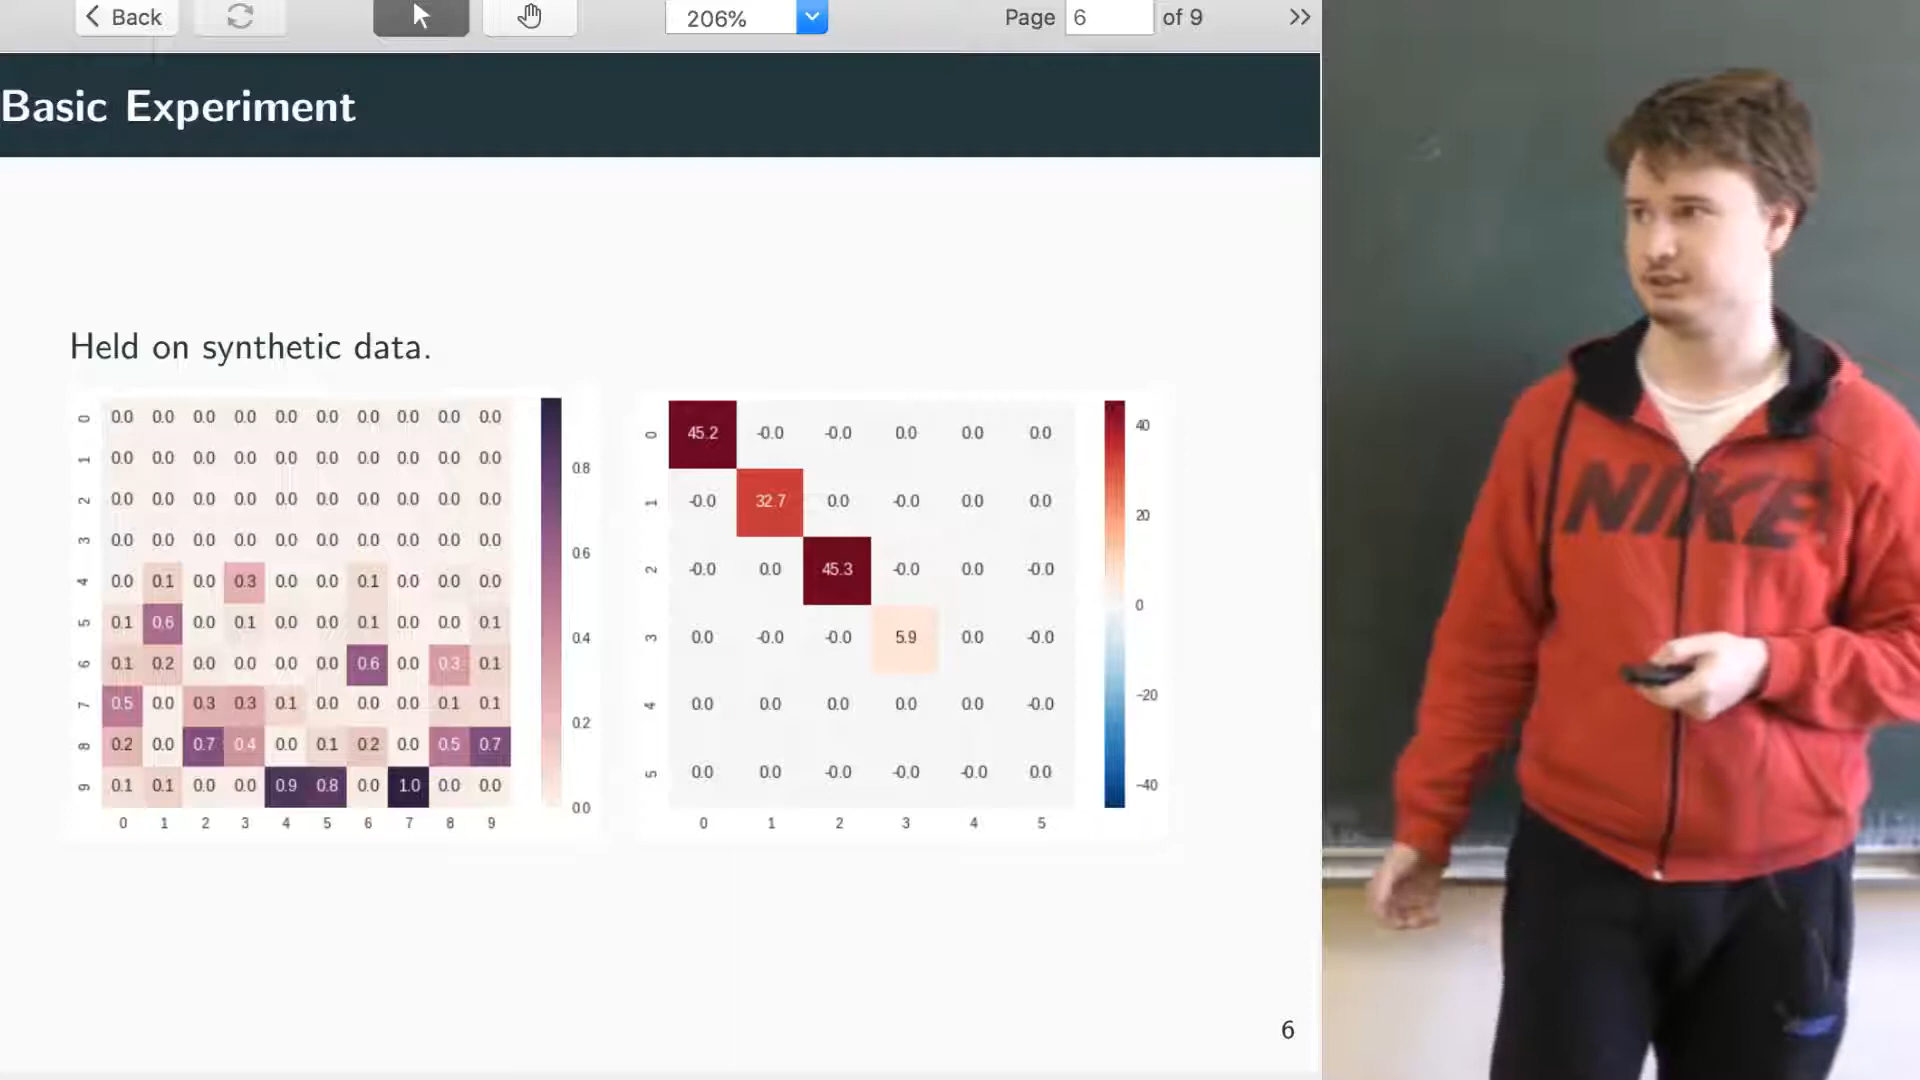 Back
206%
Page 6 of 9
Basic Experiment
Held on synthetic data.
0 0.0 0.0 0.0 0.0 0.0 0.0 0.0 0.0 0.0 0.0
1 0.0 0.0 0.0 0.0 0.0 0.0 0.0 0.0 0.0 0.0
2 0.0 0.0 0.0 0.0 0.0 0.0 0.0 0.0 0.0 0.0
3 0.0 0.0 0.0 0.0 0.0 0.0 0.0 0.0 0.0 0.0
4 0.0 0.1 0.0 0.3 0.0 0.0 0.1 0.0 0.0 0.0
5 0.1 0.6 0.0 0.1 0.0 0.0 0.1 0.0 0.0 0.1
6 0.1 0.2 0.0 0.0 0.0 0.0 0.6 0.0 0.3 0.1
7 0.5 0.0 0.3 0.3 0.1 0.0 0.0 0.0 0.1 0.1
8 0.2 0.0 0.7 0.4 0.0 0.1 0.2 0.0 0.5 0.7
9 0.1 0.1 0.0 0.0 0.9 0.8 0.0 1.0 0.0 0.0
0 1 2 3 4 5 6 7 8 9
0.8
0.6
0.4
0.2
0.0
0 45.2 -0.0 -0.0 0.0 0.0 0.0
1 -0.0 32.7 0.0 -0.0 0.0 0.0
2 -0.0 0.0 45.3 -0.0 0.0 -0.0
3 0.0 -0.0 -0.0 5.9 0.0 -0.0
4 0.0 0.0 0.0 0.0 0.0 -0.0
5 0.0 0.0 -0.0 -0.0 -0.0 0.0
0 1 2 3 4 5
40
20
0
−20
−40
6
NIKE